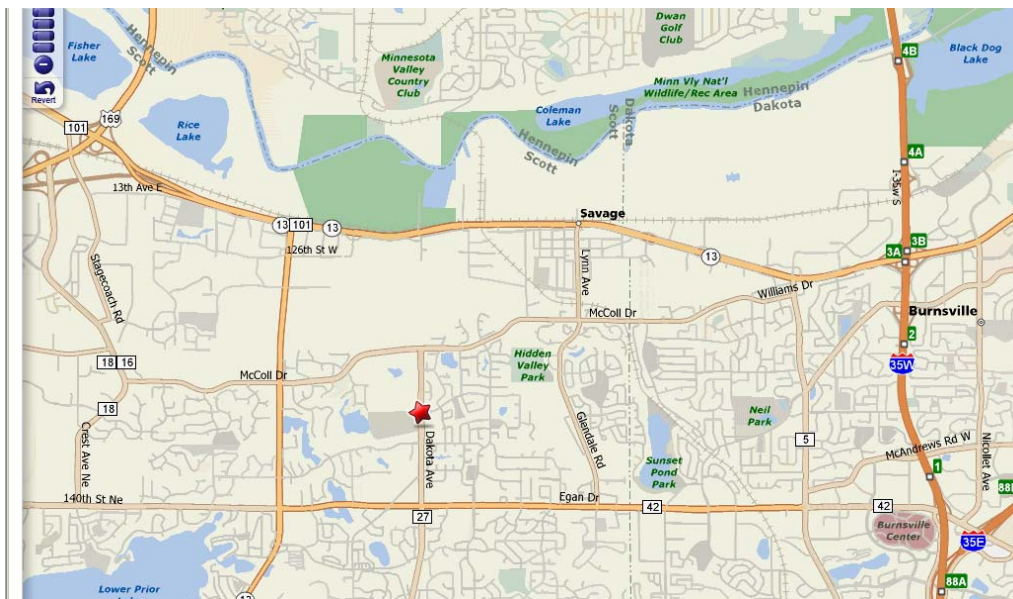 Fisher
Lake
Hennepin
Scott
Revert
101
169
Rice
Lake
Minnesota
Valley
Country
Club
Dwan
Golf
Club
4B
Black Dog
Lake
Minn Vly Nat'l
Wildlife/Rec Area
Hennepin
Dakota
Coleman
Lake
Dakota
Scott
Hennepin
Scott
4A
I-35w S
13th Ave E
13
101
13
126th St W
Savage
13
3B
3A
Stagecoach Rd
Lynn Ave
Williams Dr
McColl Dr
Burnsville
2
35W
18
16
McColl Dr
Hidden
Valley
Park
18
Crest Ave Ne
Dakota Ave
Glendale Rd
Neil
Park
5
McAndrews Rd W
Nicollet Ave
Sunset
Pond
Park
1
140th St Ne
Egan Dr
42
42
27
Burnsville
Center
35E
88A
Lower Prior